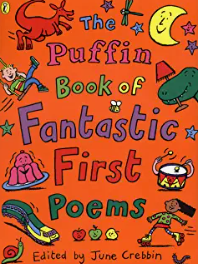 The
Puffin
Book of
Fantastic
First
Poems
Edited by June Crebbin